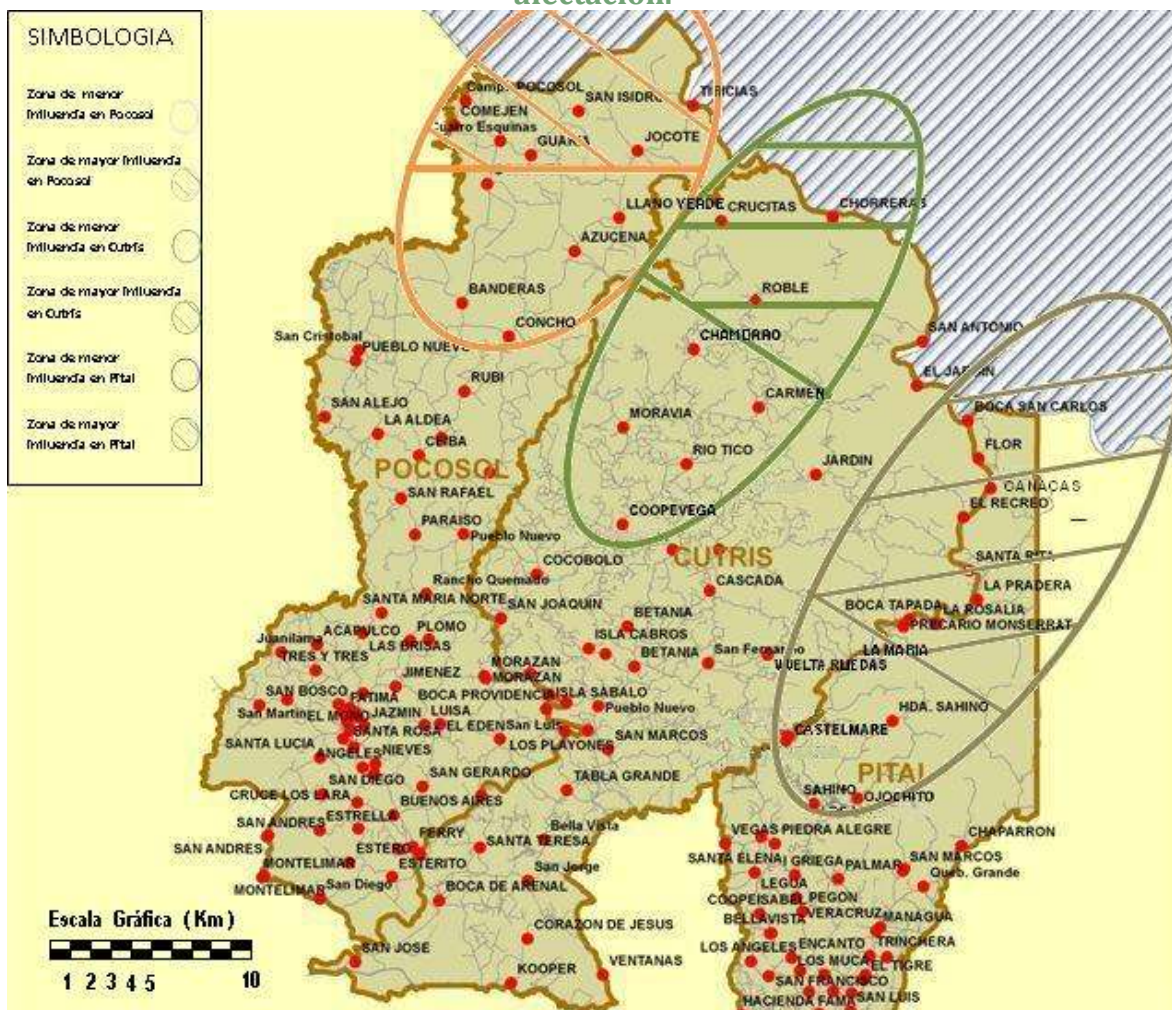 afectación.
SIMBOLOGIA
Zona de menor
Influencia en Pocosol
Zona de mayor Influencia
en Pocosol
Zona de menor
Influencia en Cutris
Zona de mayor Influencia
en Cutris
Zona de menor
Influencia en Pital
Zona de mayor
Influencia en Pital
POCOSOL
SAN ISIDRO
TIRICIAS
COMEJEN
Cuatro Esquinas
JOCOTE
LLANO VERDE
CRUCITAS
CHORRERAS
AZUCENA
ROBLE
BANDERAS
CONCHO
CHAMORRO
SAN ANTONIO
San Cristobal
PUEBLO NUEVO
RUBI
CARMEN
EL JARDIN
BOCA SAN CARLOS
SAN ALEJO
LA ALDEA
MORAVIA
CEIBA
FLOR
POCOSOL
RIO TICO
JARDIN
SAN RAFAEL
CANACAS
EL RECREO
COOPEVEGA
PARAISO
Pueblo Nuevo
CUTRIS
COCOBOLO
SANTA RITA
Rancho Quemado
CASCADA
LA PRADERA
SANTA MARIA NORTE
SAN JOAQUIN
BETANIA
BOCA TAPADA
LA ROSALIA
ACAPULCO
PLOMO
ISLA CABROS
PRECARIO MONSERRAT
Juanilama
LAS BRISAS
TRES Y TRES
BETANIA
San Fernando
LA MARIA
VUELTA RUEDAS
JIMENEZ
MORAZAN
MORAZAN
SAN BOSCO
FATIMA
BOCA PROVIDENCIA
ISLA SABALO
San Martin
EL MONO
JAZMIN
LUISA
Pueblo Nuevo
HDA. SAHINO
SANTA ROSA
EL EDEN
San Luis
CASTELMARE
SANTA LUCIA
ANGELES
NIEVES
LOS PLAYONES
SAN MARCOS
SAN DIEGO
SAN GERARDO
TABLA GRANDE
PITAL
CRUCE LOS LARA
BUENOS AIRES
SAHINO
OJOCHITO
SAN ANDRES
ESTRELLA
Bella Vista
SAN ANDRES
ESTERO
FERRY
SANTA TERESA
VEGAS
PIEDRA ALEGRE
CHAPARRON
MONTELIMAR
ESTERITO
San Jorge
SANTA ELENA
I GRIEGA
PALMAR
SAN MARCOS
MONTELIMAR
San Diego
BOCA DE ARENAL
LEGUA
Queb. Grande
COOPEISABEL
PEGON
BELLAVISTA
VERACRUZ
MANAGUA
Escala Gráfica (Km)
CORAZON DE JESUS
LOS ANGELES
ENCANTO
TRINCHERA
SAN JOSE
KOOPER
VENTANAS
EL TIGRE
SAN FRANCISCO
1 2 3 4 5 10
HACIENDA FAMA
SAN LUIS